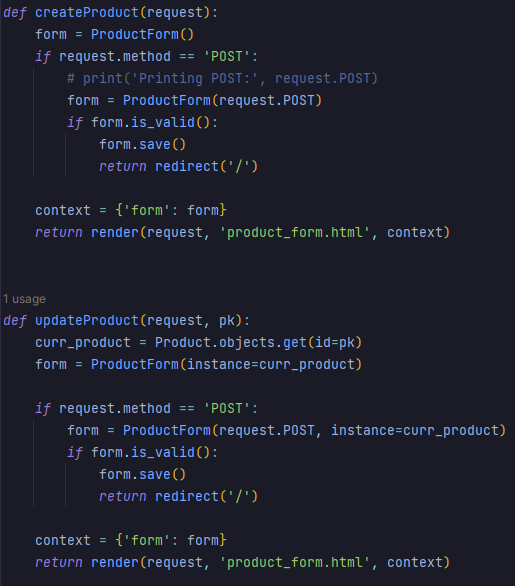 def createProduct(request):
    form = ProductForm()
    if request.method == 'POST':
        # print('Printing POST:', request.POST)
        form = ProductForm(request.POST)
        if form.is_valid():
            form.save()
            return redirect('/')

    context = {'form': form}
    return render(request, 'product_form.html', context)

1 usage
def updateProduct(request, pk):
    curr_product = Product.objects.get(id=pk)
    form = ProductForm(instance=curr_product)

    if request.method == 'POST':
        form = ProductForm(request.POST, instance=curr_product)
        if form.is_valid():
            form.save()
            return redirect('/')

    context = {'form': form}
    return render(request, 'product_form.html', context)